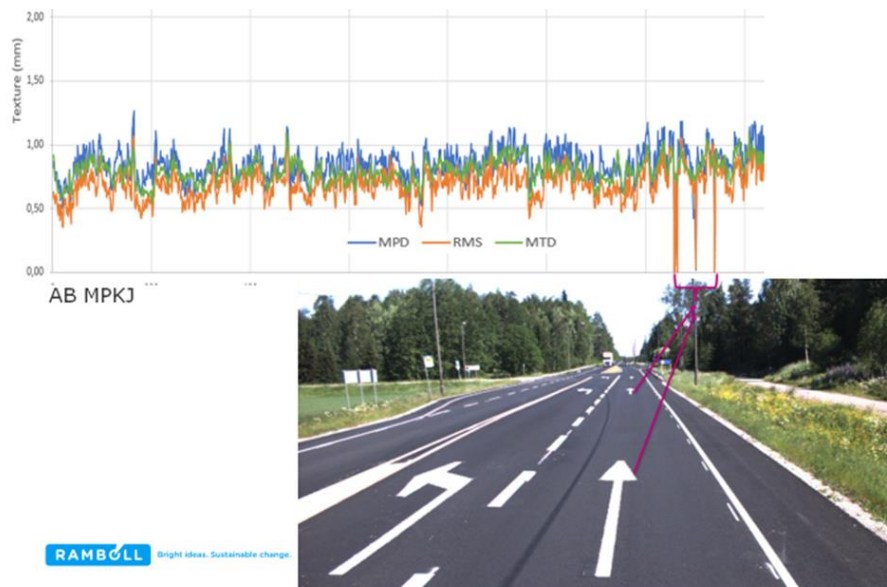 2,00
1,50
1,00
0,50
0,00
Texture (mm)
MPD RMS MTD
AB MPKJ
RAMBOLL Bright ideas. Sustainable change.